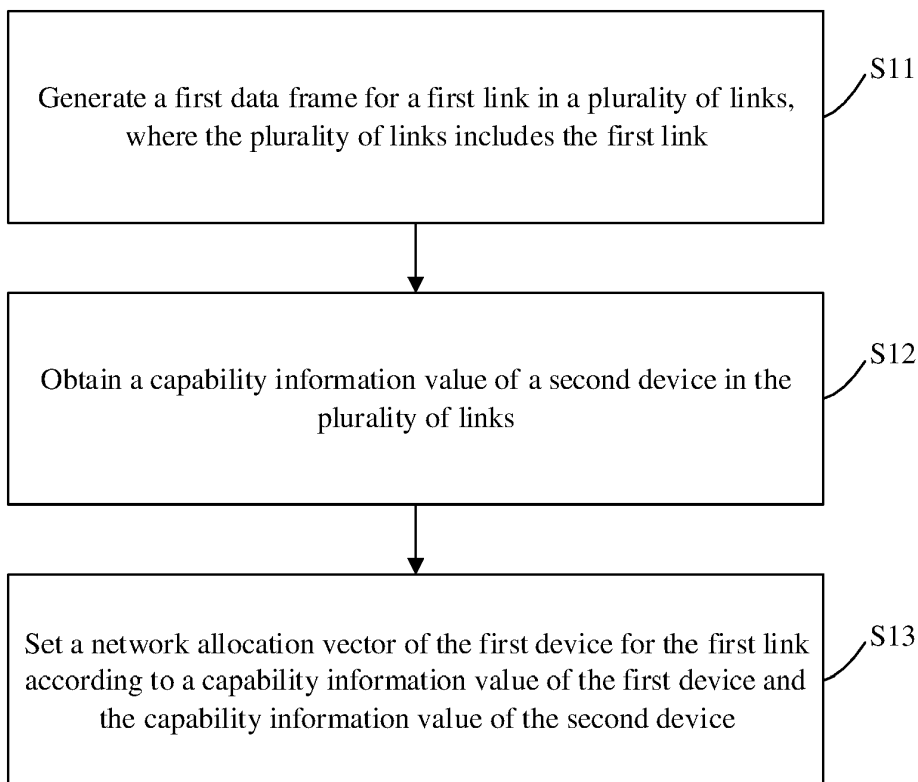 Generate a first data frame for a first link in a plurality of links,
where the plurality of links includes the first link
S11
Obtain a capability information value of a second device in the
plurality of links
S12
Set a network allocation vector of the first device for the first link
according to a capability information value of the first device and
the capability information value of the second device
S13